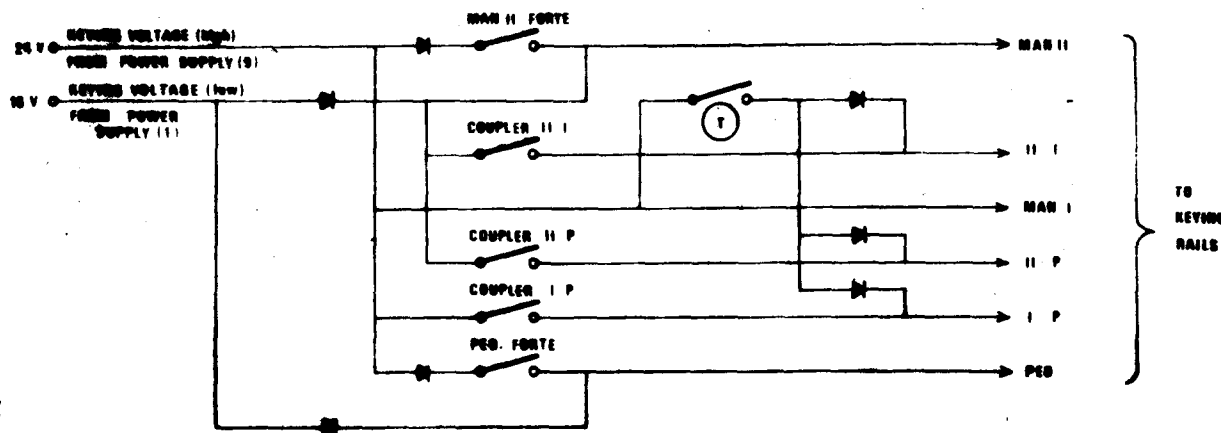 MAN II FORTE
24 V KEYING VOLTAGE (high)
FROM POWER SUPPLY (9)
MAN II
KEYING VOLTAGE (low)
FROM POWER
SUPPLY (1)
T
COUPLER II I
II I
TO
KEYING
RAILS
MAN I
COUPLER II P
II P
COUPLER I P
I P
PED. FORTE
PED